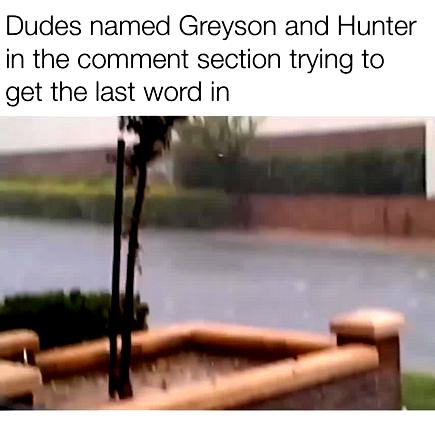 Dudes named Greyson and Hunter
in the comment section trying to
get the last word in